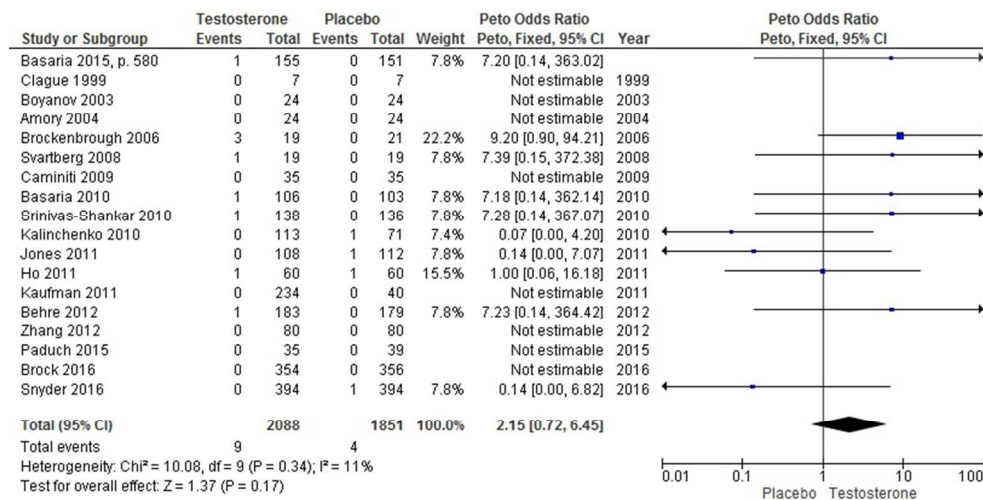 Testosterone Placebo Peto Odds Ratio Peto Odds Ratio
Study or Subgroup Events Total Events Total Weight Peto, Fixed, 95% CI Year Peto, Fixed, 95% CI
Basaria 2015, p. 580 1 155 0 151 7.8% 7.20 [0.14, 363.02]
Clague 1999 0 7 0 7 Not estimable 1999
Boyanov 2003 0 24 0 24 Not estimable 2003
Amory 2004 0 24 0 24 Not estimable 2004
Brockenbrough 2006 3 19 0 21 22.2% 9.20 [0.90, 94.21] 2006
Svartberg 2008 1 19 0 19 7.8% 7.39 [0.15, 372.38] 2008
Caminiti 2009 0 35 0 35 Not estimable 2009
Basaria 2010 1 106 0 103 7.8% 7.18 [0.14, 362.14] 2010
Srinivas-Shankar 2010 1 138 0 136 7.8% 7.28 [0.14, 367.07] 2010
Kalinchenko 2010 0 113 1 71 7.4% 0.07 [0.00, 4.20] 2010
Jones 2011 0 108 1 112 7.8% 0.14 [0.00, 7.07] 2011
Ho 2011 1 60 1 60 15.5% 1.00 [0.06, 16.18] 2011
Kaufman 2011 0 234 0 40 Not estimable 2011
Behre 2012 1 183 0 179 7.8% 7.23 [0.14, 364.42] 2012
Zhang 2012 0 80 0 80 Not estimable 2012
Paduch 2015 0 35 0 39 Not estimable 2015
Brock 2016 0 354 0 356 Not estimable 2016
Snyder 2016 0 394 1 394 7.8% 0.14 [0.00, 6.82] 2016
Total (95% CI) 2088 1851 100.0% 2.15 [0.72, 6.45]
Total events 9 4
Heterogeneity: Chi² = 10.08, df = 9 (P = 0.34); I² = 11%
Test for overall effect: Z = 1.37 (P = 0.17)
0.01 0.1 1 10 100
Placebo Testosterone